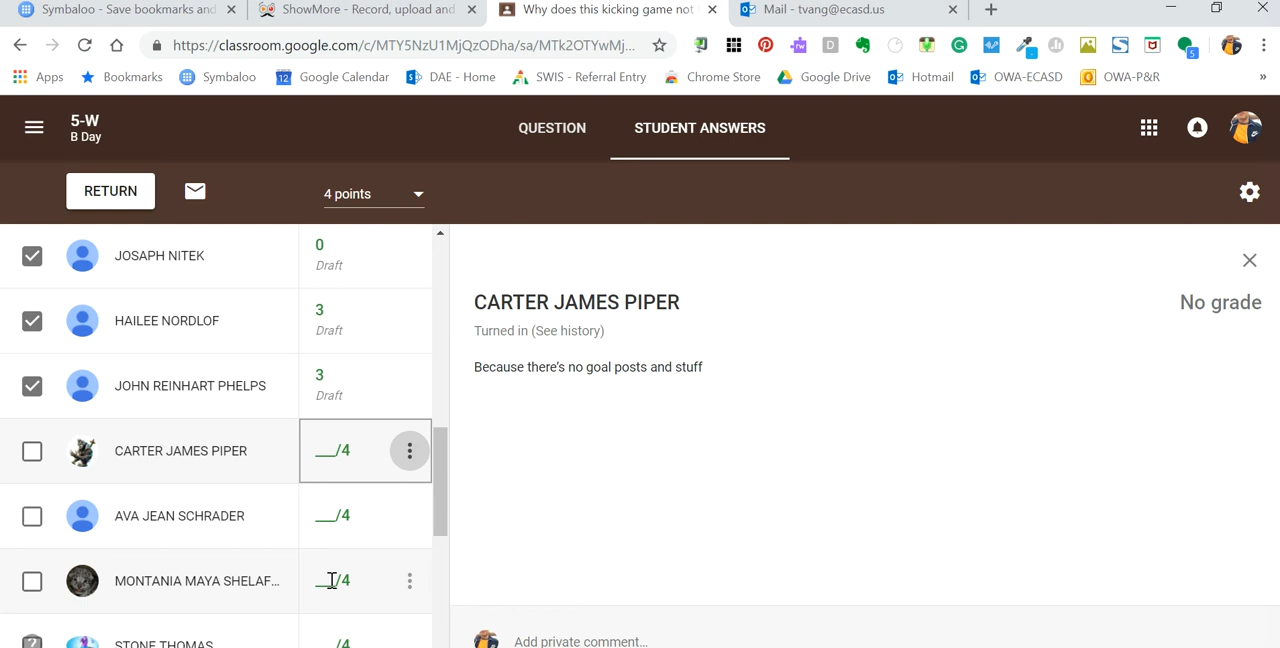 Symbaloo - Save bookmarks and
ShowMore - Record, upload and
Why does this kicking game not
Mail - tvang@ecasd.us
https://classroom.google.com/c/MTY5NzU1MjQzODha/sa/MTk2OTYwMj...
Apps
Bookmarks
Symbaloo
12 Google Calendar
DAE - Home
SWIS - Referral Entry
Chrome Store
Google Drive
Hotmail
OWA-ECASD
OWA-P&R
»
5-W
B Day
QUESTION
STUDENT ANSWERS
RETURN
4 points
JOSAPH NITEK
0
Draft
HAILEE NORDLOF
3
Draft
JOHN REINHART PHELPS
3
Draft
CARTER JAMES PIPER
___/4
AVA JEAN SCHRADER
___/4
MONTANIA MAYA SHELAF...
___/4
STONE THOMAS
/4
CARTER JAMES PIPER
No grade
Turned in (See history)
Because there's no goal posts and stuff
Add private comment...